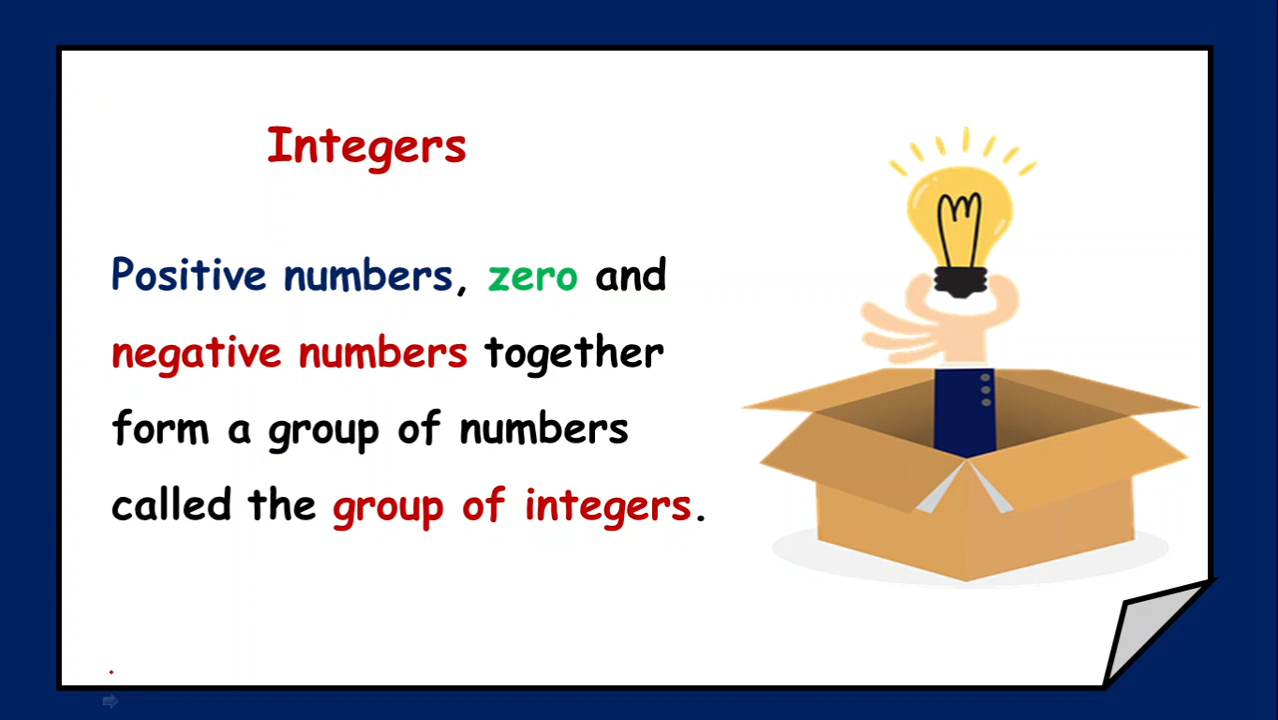 Integers
Positive numbers, zero and
negative numbers together
form a group of numbers
called the group of integers.